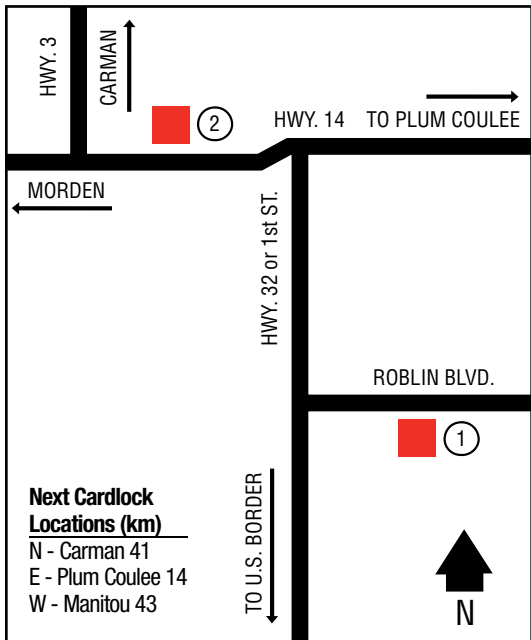 HWY. 3
CARMAN
2
HWY. 14
TO PLUM COULEE
MORDEN
HWY. 32 or 1st ST.
ROBLIN BLVD.
1
TO U.S. BORDER
Next Cardlock
Locations (km)
N - Carman 41
E - Plum Coulee 14
W - Manitou 43
N